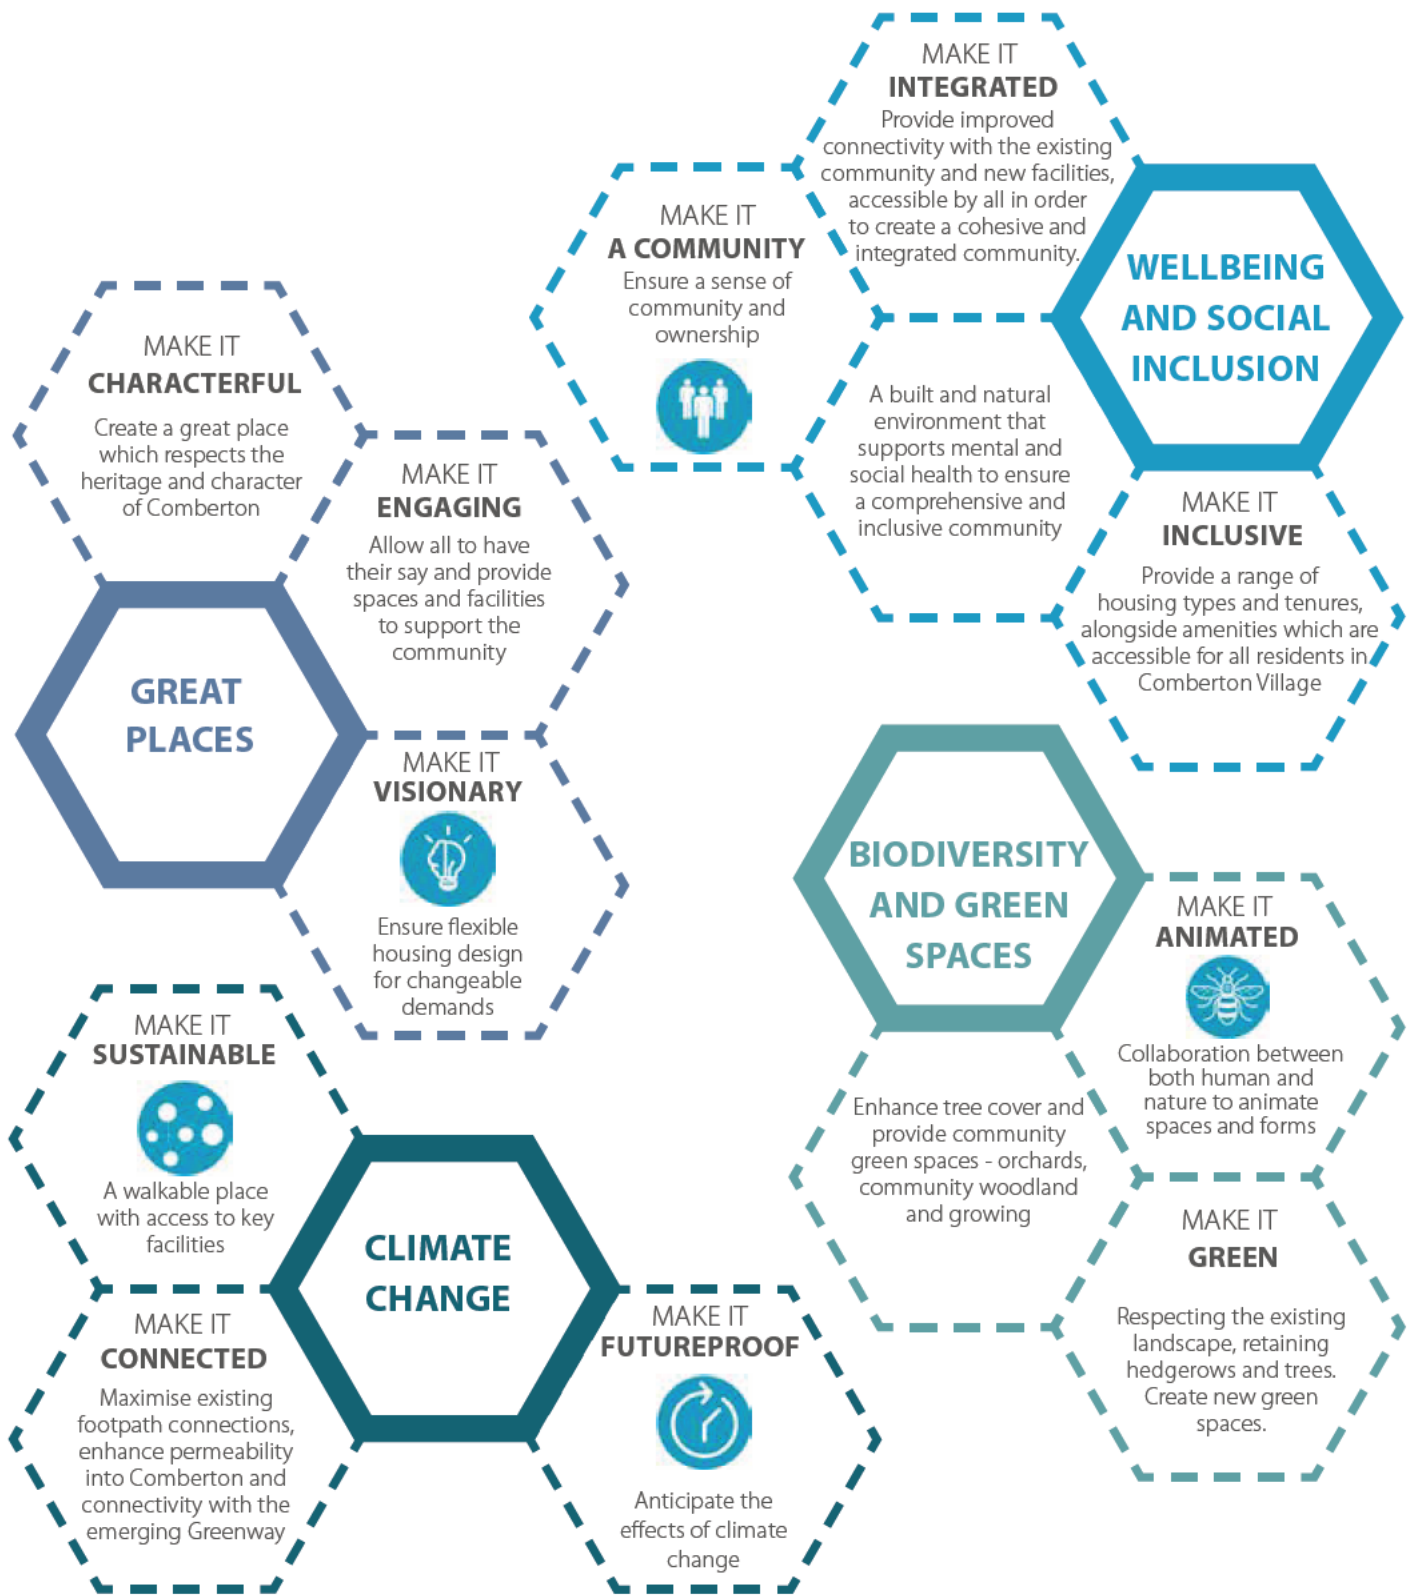 MAKE IT
INTEGRATED
Provide improved
connectivity with the existing
community and new facilities,
accessible by all in order
to create a cohesive and
integrated community.
MAKE IT
A COMMUNITY
Ensure a sense of
community and
ownership
WELLBEING
AND SOCIAL
INCLUSION
A built and natural
environment that
supports mental and
social health to ensure
a comprehensive and
inclusive community
MAKE IT
INCLUSIVE
Provide a range of
housing types and tenures,
alongside amenities which are
accessible for all residents in
Comberton Village
MAKE IT
CHARACTERFUL
Create a great place
which respects the
heritage and character
of Comberton
MAKE IT
ENGAGING
Allow all to have
their say and provide
spaces and facilities
to support the
community
GREAT
PLACES
MAKE IT
VISIONARY
Ensure flexible
housing design
for changeable
demands
BIODIVERSITY
AND GREEN
SPACES
MAKE IT
ANIMATED
Collaboration between
both human and
nature to animate
spaces and forms
Enhance tree cover and
provide community
green spaces - orchards,
community woodland
and growing
MAKE IT
GREEN
Respecting the existing
landscape, retaining
hedgerows and trees.
Create new green
spaces.
MAKE IT
SUSTAINABLE
A walkable place
with access to key
facilities
CLIMATE
CHANGE
MAKE IT
CONNECTED
Maximise existing
footpath connections,
enhance permeability
into Comberton and
connectivity with the
emerging Greenway
MAKE IT
FUTUREPROOF
Anticipate the
effects of climate
change